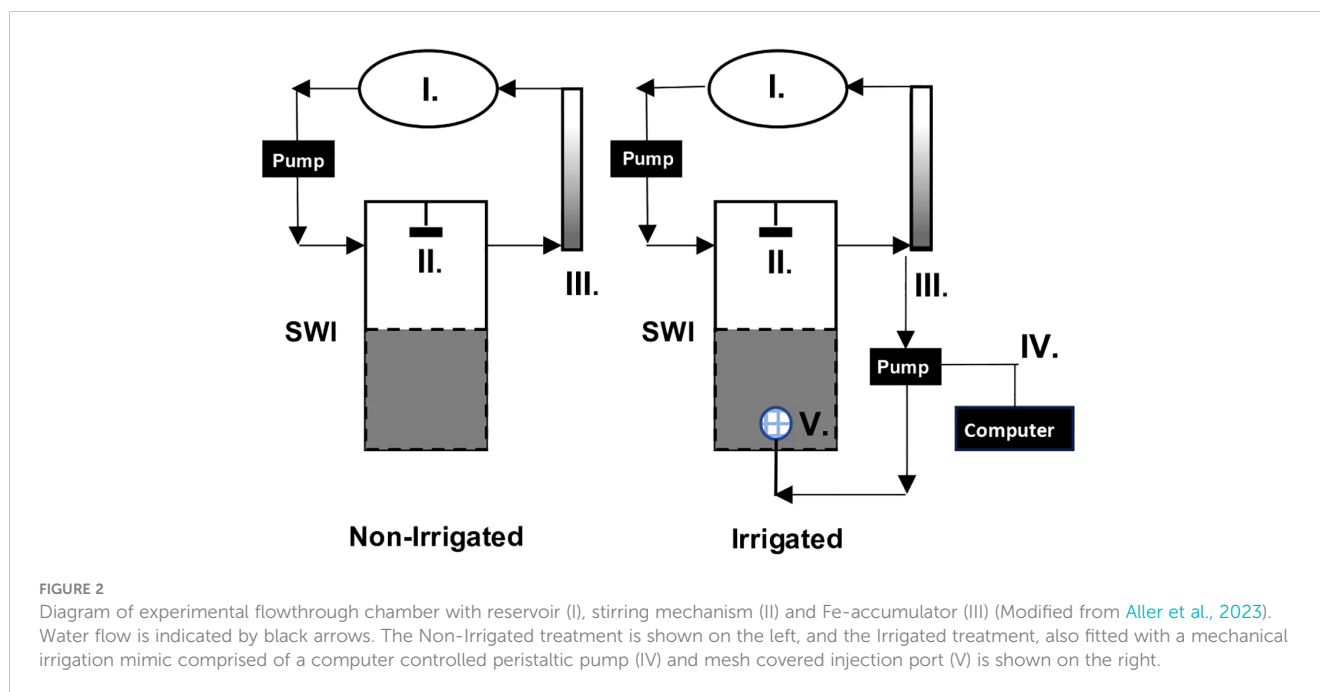 I.
I.
Pump
Pump
II.
II.
III.
III.
SWI
SWI
IV.
Pump
V.
Computer
Non-Irrigated
Irrigated
FIGURE 2
Diagram of experimental flowthrough chamber with reservoir (I), stirring mechanism (II) and Fe-accumulator (III) (Modified from Aller et al., 2023).
Water flow is indicated by black arrows. The Non-Irrigated treatment is shown on the left, and the Irrigated treatment, also fitted with a mechanical
irrigation mimic comprised of a computer controlled peristaltic pump (IV) and mesh covered injection port (V) is shown on the right.